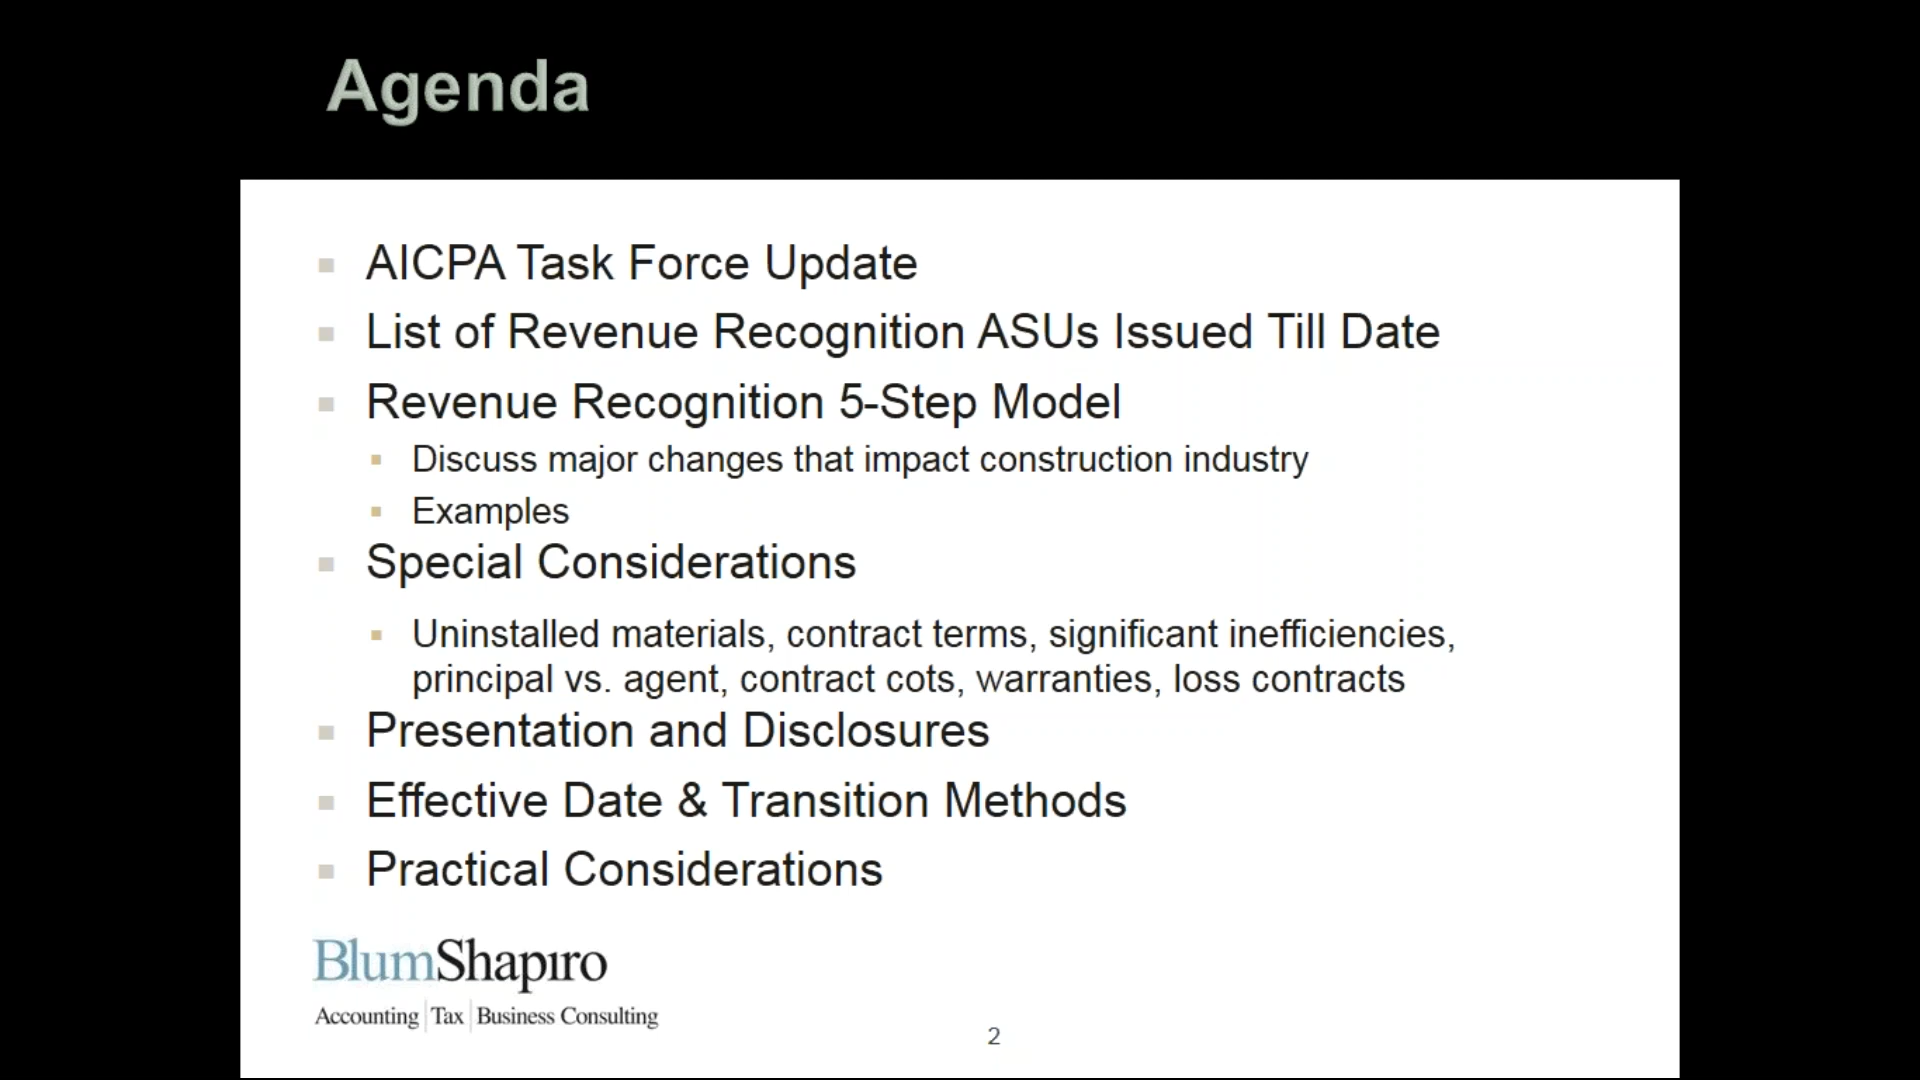 Agenda
AICPA Task Force Update
List of Revenue Recognition ASUs Issued Till Date
Revenue Recognition 5-Step Model
Discuss major changes that impact construction industry
Examples
Special Considerations
Uninstalled materials, contract terms, significant inefficiencies,
principal vs. agent, contract cots, warranties, loss contracts
Presentation and Disclosures
Effective Date & Transition Methods
Practical Considerations
BlumShapiro
Accounting | Tax | Business Consulting
2